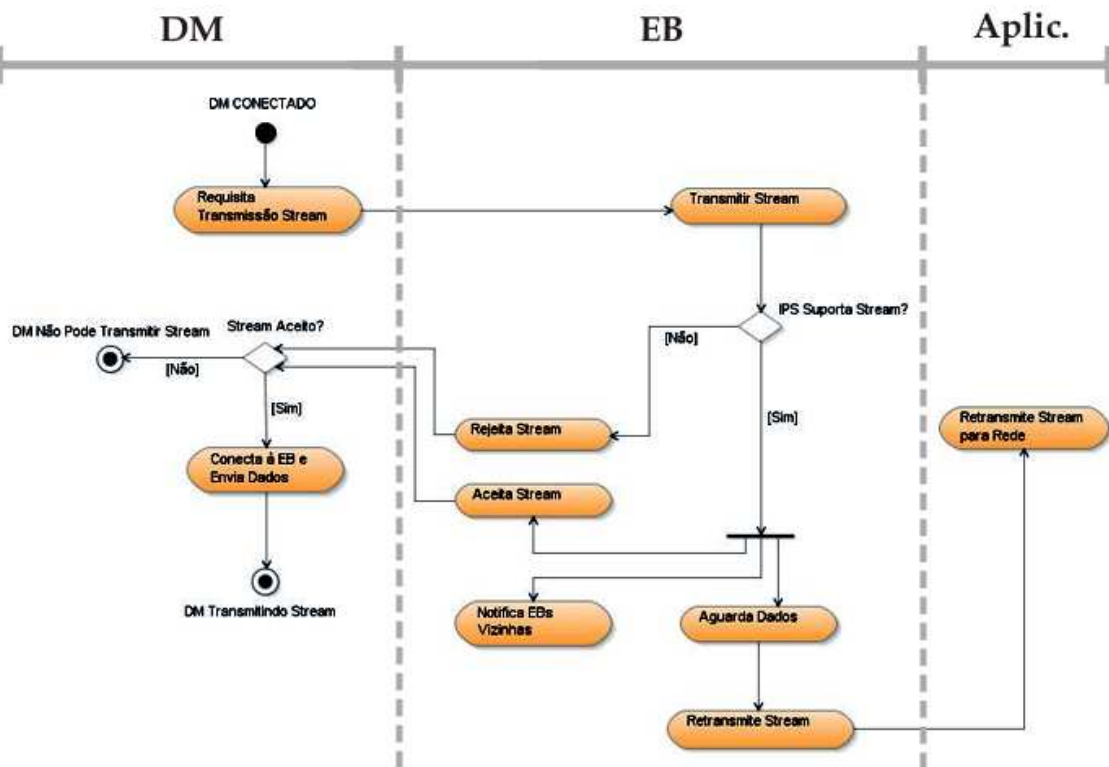 DM
EB
Aplic.
DM CONECTADO
Requisita
Transmissão Stream
Transmitir Stream
IPS Suporta Stream?
[Não]
[Sim]
DM Não Pode Transmitir Stream
Stream Aceito?
[Não]
[Sim]
Rejeita Stream
Retransmite Stream
para Rede
Conecta à EB e
Envia Dados
Aceita Stream
DM Transmitindo Stream
Notifica EBs
Vizinhas
Aguarda Dados
Retransmite Stream